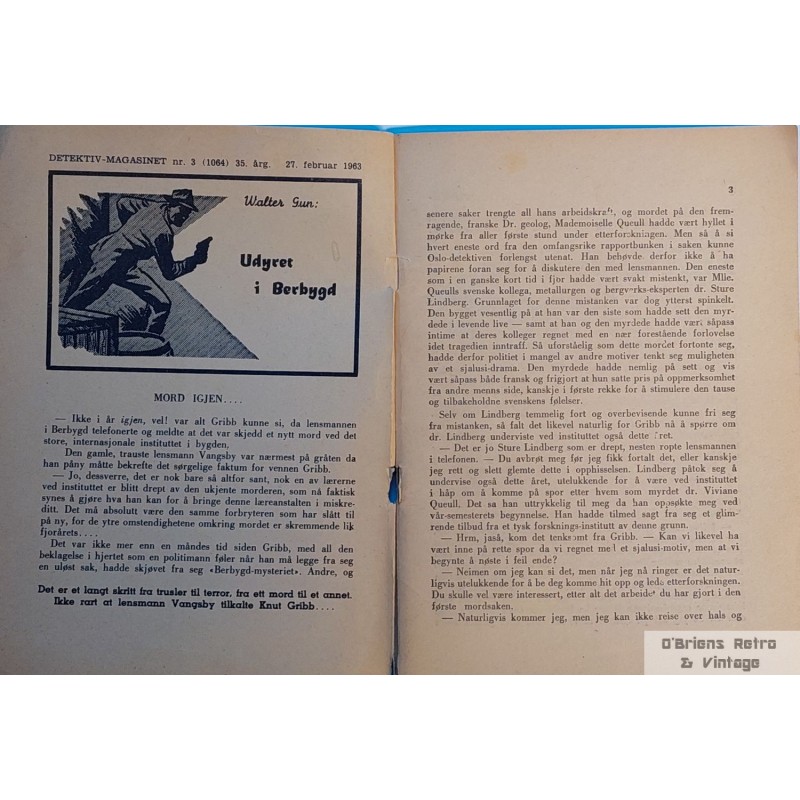 DETEKTIV-MAGASINET nr. 3 (1064) 35. årg. 27. februar 1963
Walter Gun:
Udyret
i Berbygd
MORD IGJEN....
— Ikke i år igjen, vel! var alt Gribb kunne si, da lensmannen
i Berbygd telefonerte og meldte at det var skjedd et nytt mord ved det
store, internasjonale instituttet i bygden.
Den gamle, trauste lensmann Vangsby var nærmest på gråten da
han påny måtte bekrefte det sørgelige faktum for vennen Gribb.
— Jo, dessverre, det er nok bare så altfor sant, nok en av lærerne
ved instituttet er blitt drept av den ukjente morderen, som nå faktisk
synes å gjøre hva han kan for å bringe denne læreanstalten i miskre-
ditt. Det må absolutt være den samme forbryteren som har slått til
på ny, for de ytre omstendighetene omkring mordet er skremmende lik
fjorårets....
Det var ikke mer enn en måneds tid siden Gribb, med all den
beklagelse i hjertet som en politimann føler når han må legge fra seg
en uløst sak, hadde skjøvet fra seg «Berbygd-mysteriet». Andre, og
Det er et langt skritt fra trusler til terror, fra ett mord til et annet.
Ikke rart at lensmann Vangsby tilkalte Knut Gribb....
3
senere saker trengte all hans arbeidskraft, og mordet på den frem-
ragende, franske Dr. geolog, Mademoiselle Queull hadde vært hyllet i
mørke fra aller første stund under etterforskningen. Men så å si
hvert eneste ord fra den omfangsrike rapportbunken i saken kunne
Oslo-detektiven forlengst utenat. Han behøvde derfor ikke å ha
papirene foran seg for å diskutere den med lensmannen. Den eneste
som i en ganske kort tid i fjor hadde vært svakt mistenkt, var Mlle.
Queulls svenske kollega, metallurgen og bergverks-eksperten dr. Sture
Lindberg. Grunnlaget for denne mistanken var dog ytterst spinkelt.
Den bygget vesentlig på at han var den siste som hadde sett den myr-
dede i levende live — samt at han og den myrdede hadde vært såpass
intime at deres kolleger regnet med en nær forestående forlovelse
idet tragedien inntraff. Så uforståelig som dette mordet fortonte seg,
hadde derfor politiet i mangel av andre motiver tenkt seg muligheten
av et sjalusi-drama. Den myrdede hadde nemlig på sett og vis
vært såpass både fransk og frigjort at hun satte pris på oppmerksomhet
fra andre menns side, kanskje i første rekke for å stimulere den tause
og tilbakeholdne svenskens følelser.
Selv om Lindberg temmelig fort og overbevisende kunne fri seg
fra mistanken, så falt det likevel naturlig for Gribb nå å spørre om
dr. Lindberg underviste ved instituttet også dette året.
— Det er jo Sture Lindberg som er drept, nesten ropte lensmannen
i telefonen. — Du avbrøt meg før jeg fikk fortalt det, eller kanskje
jeg rett og slett glemte dette i opphisselsen. Lindberg påtok seg å
undervise også dette året, utelukkende for å være ved instituttet
i håp om å komme på spor etter hvem som myrdet dr. Viviane
Queull. Det sa han uttrykkelig til meg da han oppsøkte meg ved
vår-semesterets begynnelse. Han hadde tilmed sagt fra seg et glim-
rende tilbud fra et tysk forsknings-institutt av denne grunn.
— Hrm, jaså, kom det tenksomt fra Gribb. — Kan vi likevel ha
vært inne på rette spor da vi regnet med et sjalusi-motiv, men at vi
begynte å nøste i feil ende?
— Neimen om jeg kan si det, men når jeg nå ringer er det natur-
ligvis utelukkende for å be deg komme hit opp og lede etterforskningen.
Du skulle vel være interessert, etter alt det arbeidet du har gjort i den
første mordsaken.
— Naturligvis kommer jeg, men jeg kan ikke reise over hals og
O'Briens Retro
& Vintage